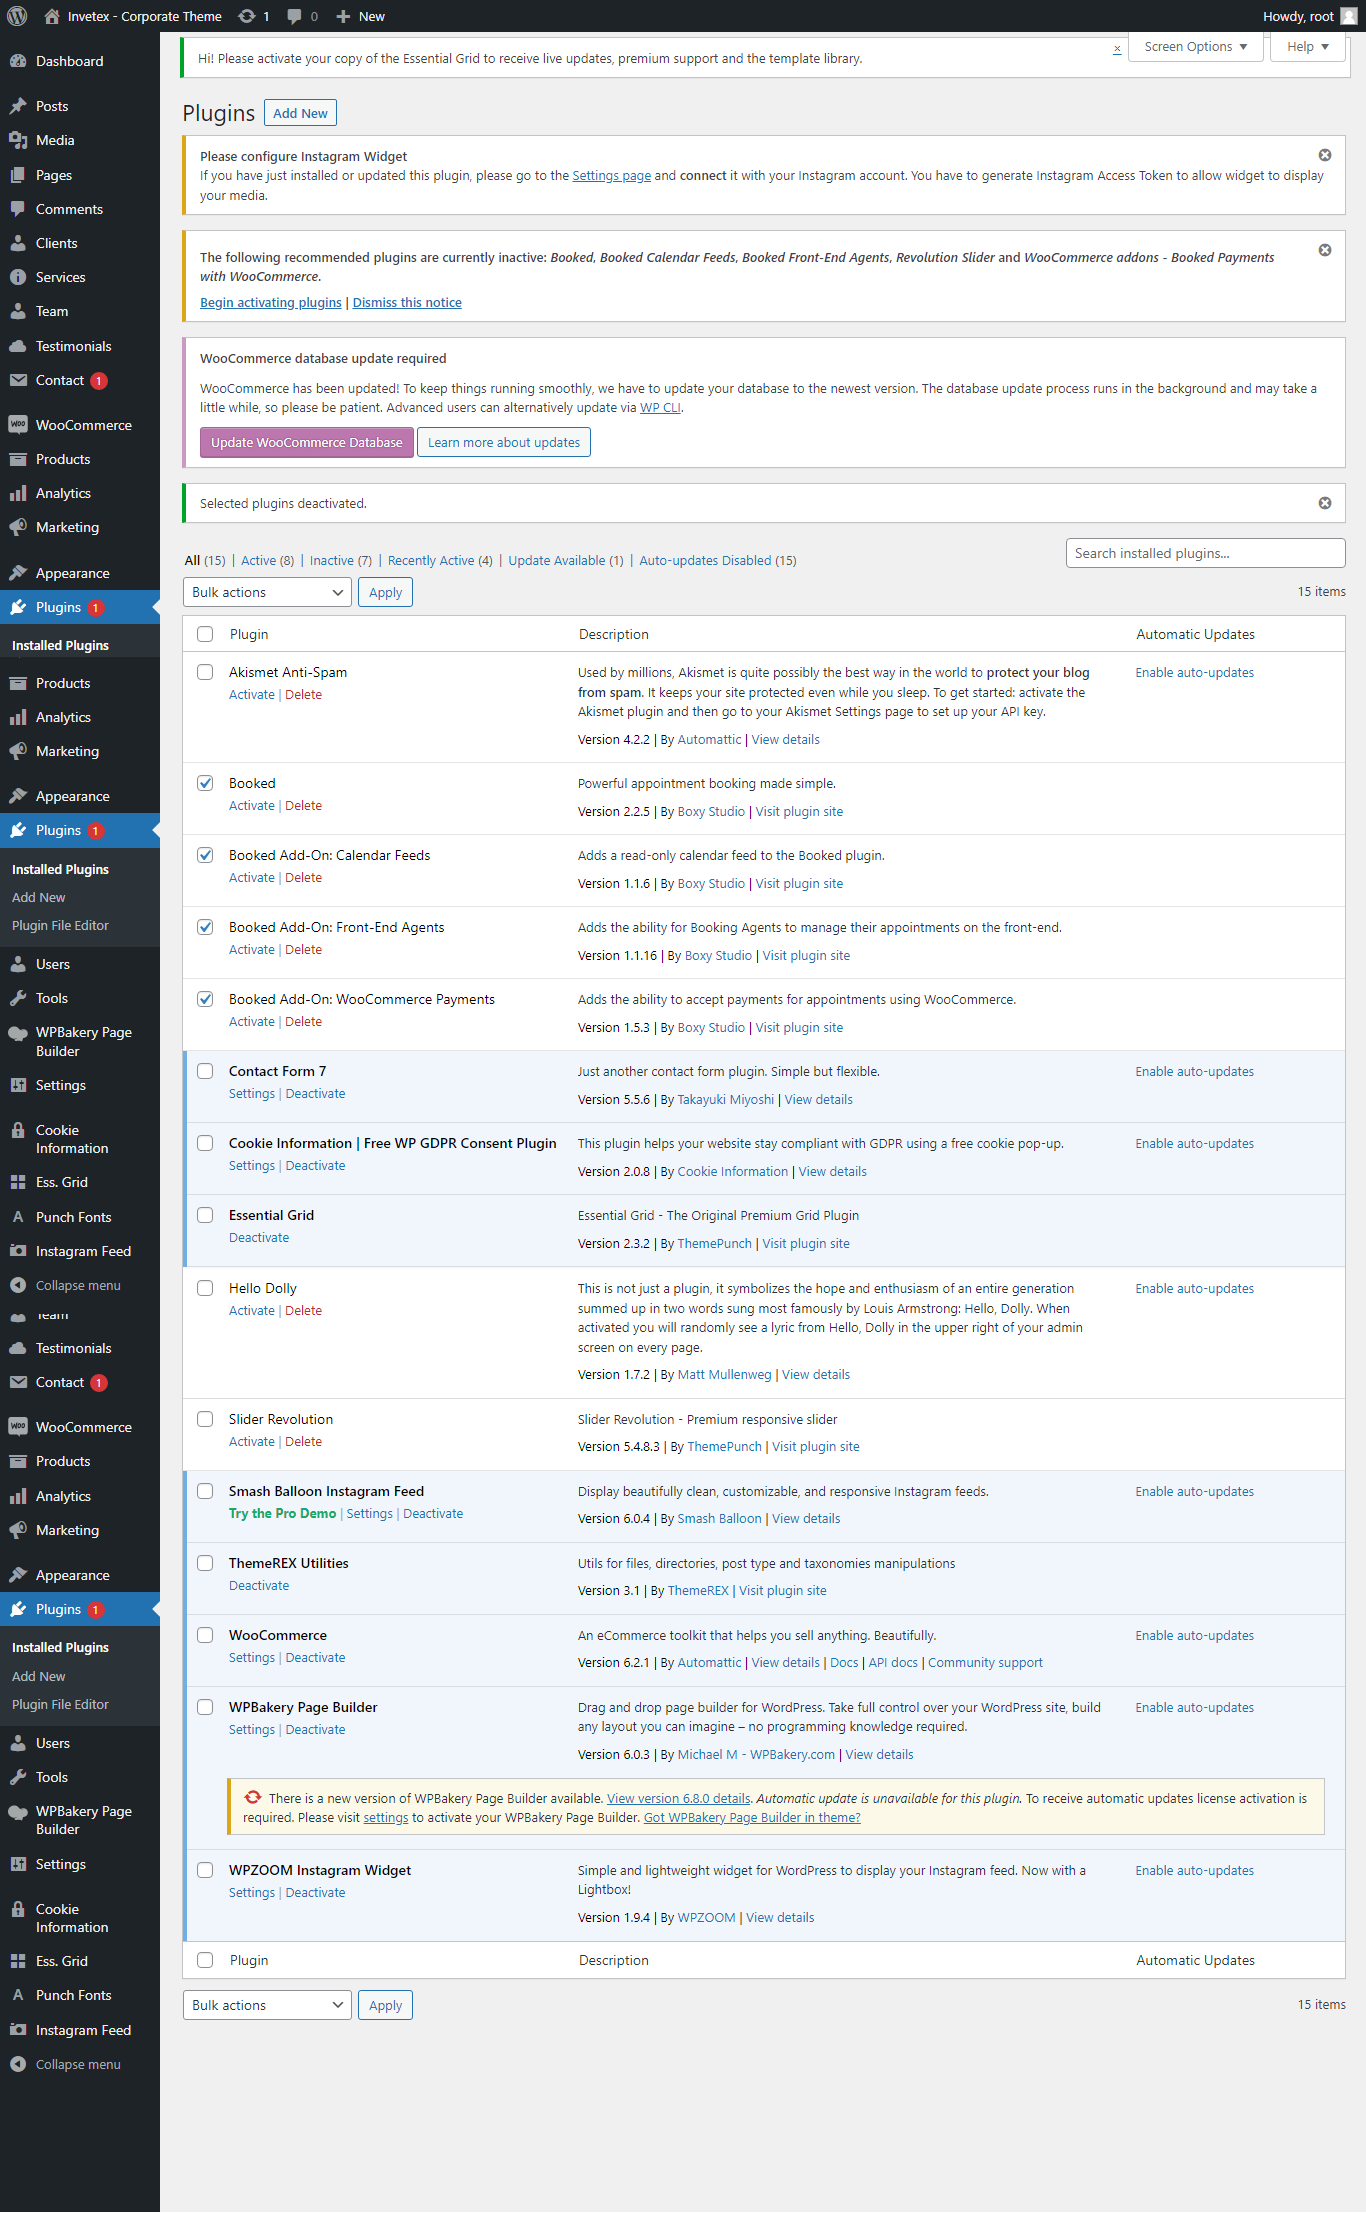 Invetex - Corporate Theme 1 0 New Howdy, root
Dashboard
Posts
Media
Pages
Comments
Clients
Services
Team
Testimonials
Contact 1
WooCommerce
Products
Analytics
Marketing
Appearance
Plugins 1
Installed Plugins
Products
Analytics
Marketing
Appearance
Plugins 1
Installed Plugins
Add New
Plugin File Editor
Users
Tools
WPBakery Page
Builder
Settings
Cookie
Information
Ess. Grid
Punch Fonts
Instagram Feed
Collapse menu
Team
Testimonials
Contact 1
WooCommerce
Products
Analytics
Marketing
Appearance
Plugins 1
Installed Plugins
Add New
Plugin File Editor
Users
Tools
WPBakery Page
Builder
Settings
Cookie
Information
Ess. Grid
Punch Fonts
Instagram Feed
Collapse menu
Hi! Please activate your copy of the Essential Grid to receive live updates, premium support and the template library.
×
Screen Options
Help
Plugins Add New
Please configure Instagram Widget
If you have just installed or updated this plugin, please go to the Settings page and connect it with your Instagram account. You have to generate Instagram Access Token to allow widget to display
your media.
The following recommended plugins are currently inactive: Booked, Booked Calendar Feeds, Booked Front-End Agents, Revolution Slider and WooCommerce addons - Booked Payments
with WooCommerce.
Begin activating plugins | Dismiss this notice
WooCommerce database update required
WooCommerce has been updated! To keep things running smoothly, we have to update your database to the newest version. The database update process runs in the background and may take a
little while, so please be patient. Advanced users can alternatively update via WP CLI.
Update WooCommerce Database Learn more about updates
Selected plugins deactivated.
All (15) | Active (8) | Inactive (7) | Recently Active (4) | Update Available (1) | Auto-updates Disabled (15)
Search installed plugins...
Bulk actions Apply 15 items
Plugin Description Automatic Updates
Akismet Anti-Spam
Activate | Delete
Used by millions, Akismet is quite possibly the best way in the world to protect your blog
from spam. It keeps your site protected even while you sleep. To get started: activate the
Akismet plugin and then go to your Akismet Settings page to set up your API key.
Version 4.2.2 | By Automattic | View details
Enable auto-updates
Booked
Activate | Delete
Powerful appointment booking made simple.
Version 2.2.5 | By Boxy Studio | Visit plugin site
Booked Add-On: Calendar Feeds
Activate | Delete
Adds a read-only calendar feed to the Booked plugin.
Version 1.1.6 | By Boxy Studio | Visit plugin site
Booked Add-On: Front-End Agents
Activate | Delete
Adds the ability for Booking Agents to manage their appointments on the front-end.
Version 1.1.16 | By Boxy Studio | Visit plugin site
Booked Add-On: WooCommerce Payments
Activate | Delete
Adds the ability to accept payments for appointments using WooCommerce.
Version 1.5.3 | By Boxy Studio | Visit plugin site
Contact Form 7
Settings | Deactivate
Just another contact form plugin. Simple but flexible.
Version 5.5.6 | By Takayuki Miyoshi | View details
Enable auto-updates
Cookie Information | Free WP GDPR Consent Plugin
Settings | Deactivate
This plugin helps your website stay compliant with GDPR using a free cookie pop-up.
Version 2.0.8 | By Cookie Information | View details
Enable auto-updates
Essential Grid
Deactivate
Essential Grid - The Original Premium Grid Plugin
Version 2.3.2 | By ThemePunch | Visit plugin site
Hello Dolly
Activate | Delete
This is not just a plugin, it symbolizes the hope and enthusiasm of an entire generation
summed up in two words sung most famously by Louis Armstrong: Hello, Dolly. When
activated you will randomly see a lyric from Hello, Dolly in the upper right of your admin
screen on every page.
Version 1.7.2 | By Matt Mullenweg | View details
Enable auto-updates
Slider Revolution
Activate | Delete
Slider Revolution - Premium responsive slider
Version 5.4.8.3 | By ThemePunch | Visit plugin site
Smash Balloon Instagram Feed
Try the Pro Demo | Settings | Deactivate
Display beautifully clean, customizable, and responsive Instagram feeds.
Version 6.0.4 | By Smash Balloon | View details
Enable auto-updates
ThemeREX Utilities
Deactivate
Utils for files, directories, post type and taxonomies manipulations
Version 3.1 | By ThemeREX | Visit plugin site
WooCommerce
Settings | Deactivate
An eCommerce toolkit that helps you sell anything. Beautifully.
Version 6.2.1 | By Automattic | View details | Docs | API docs | Community support
Enable auto-updates
WPBakery Page Builder
Settings | Deactivate
Drag and drop page builder for WordPress. Take full control over your WordPress site, build
any layout you can imagine – no programming knowledge required.
Version 6.0.3 | By Michael M - WPBakery.com | View details
Enable auto-updates
There is a new version of WPBakery Page Builder available. View version 6.8.0 details. Automatic update is unavailable for this plugin. To receive automatic updates license activation is
required. Please visit settings to activate your WPBakery Page Builder. Got WPBakery Page Builder in theme?
WPZOOM Instagram Widget
Settings | Deactivate
Simple and lightweight widget for WordPress to display your Instagram feed. Now with a
Lightbox!
Version 1.9.4 | By WPZOOM | View details
Enable auto-updates
Plugin Description Automatic Updates
Bulk actions Apply 15 items